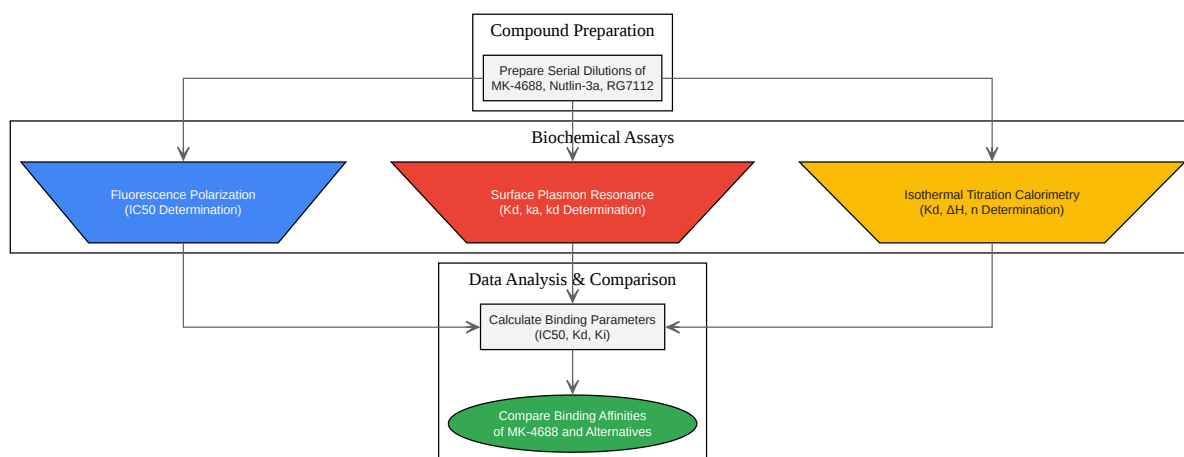 Compound Preparation
Prepare Serial Dilutions of
MK-4688, Nutlin-3a, RG7112
Biochemical Assays
Fluorescence Polarization
(IC50 Determination)
Surface Plasmon Resonance
(Kd, ka, kd Determination)
Isothermal Titration Calorimetry
(Kd, ΔH, n Determination)
Data Analysis & Comparison
Calculate Binding Parameters
(IC50, Kd, Ki)
Compare Binding Affinities
of MK-4688 and Alternatives